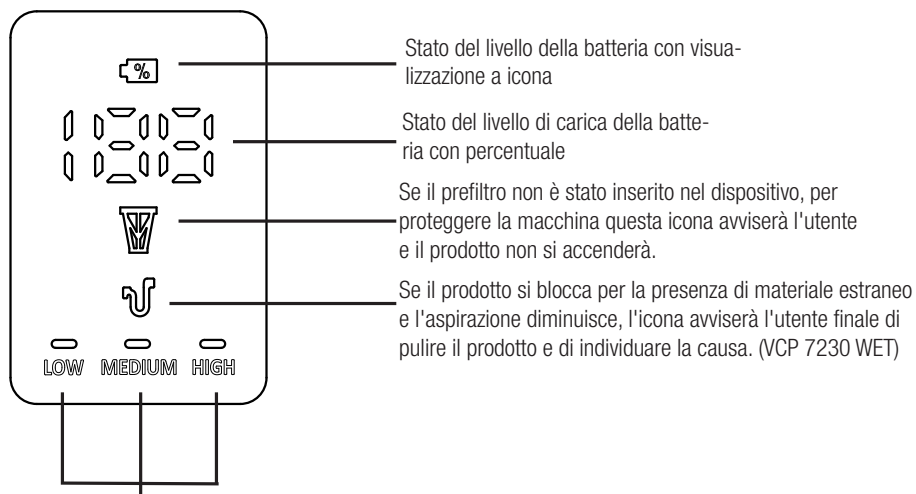 %
Stato del livello della batteria con visua-
lizzazione a icona
188
Stato del livello di carica della batte-
ria con percentuale
Se il prefiltro non è stato inserito nel dispositivo, per
proteggere la macchina questa icona avviserà l'utente
e il prodotto non si accenderà.
Se il prodotto si blocca per la presenza di materiale estraneo
e l'aspirazione diminuisce, l'icona avviserà l'utente finale di
pulire il prodotto e di individuare la causa. (VCP 7230 WET)
LOW MEDIUM HIGH